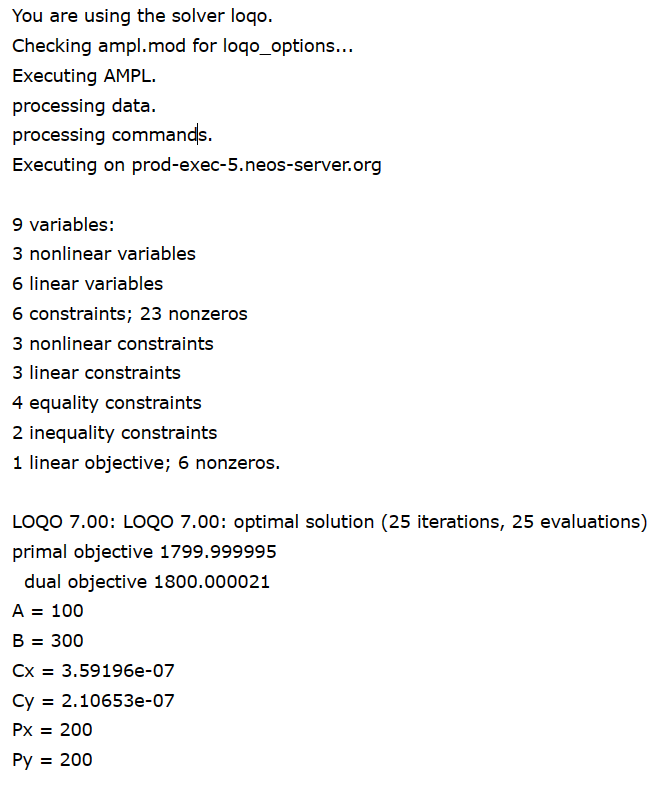 You are using the solver loqo.
Checking ampl.mod for loqo_options...
Executing AMPL.
processing data.
processing commands.
Executing on prod-exec-5.neos-server.org
9 variables:
3 nonlinear variables
6 linear variables
6 constraints; 23 nonzeros
3 nonlinear constraints
3 linear constraints
4 equality constraints
2 inequality constraints
1 linear objective; 6 nonzeros.
LOQO 7.00: LOQO 7.00: optimal solution (25 iterations, 25 evaluations)
primal objective 1799.999995
dual objective 1800.000021
A = 100
B = 300
Cx = 3.59196e-07
Cy = 2.10653e-07
Px = 200
Py = 200